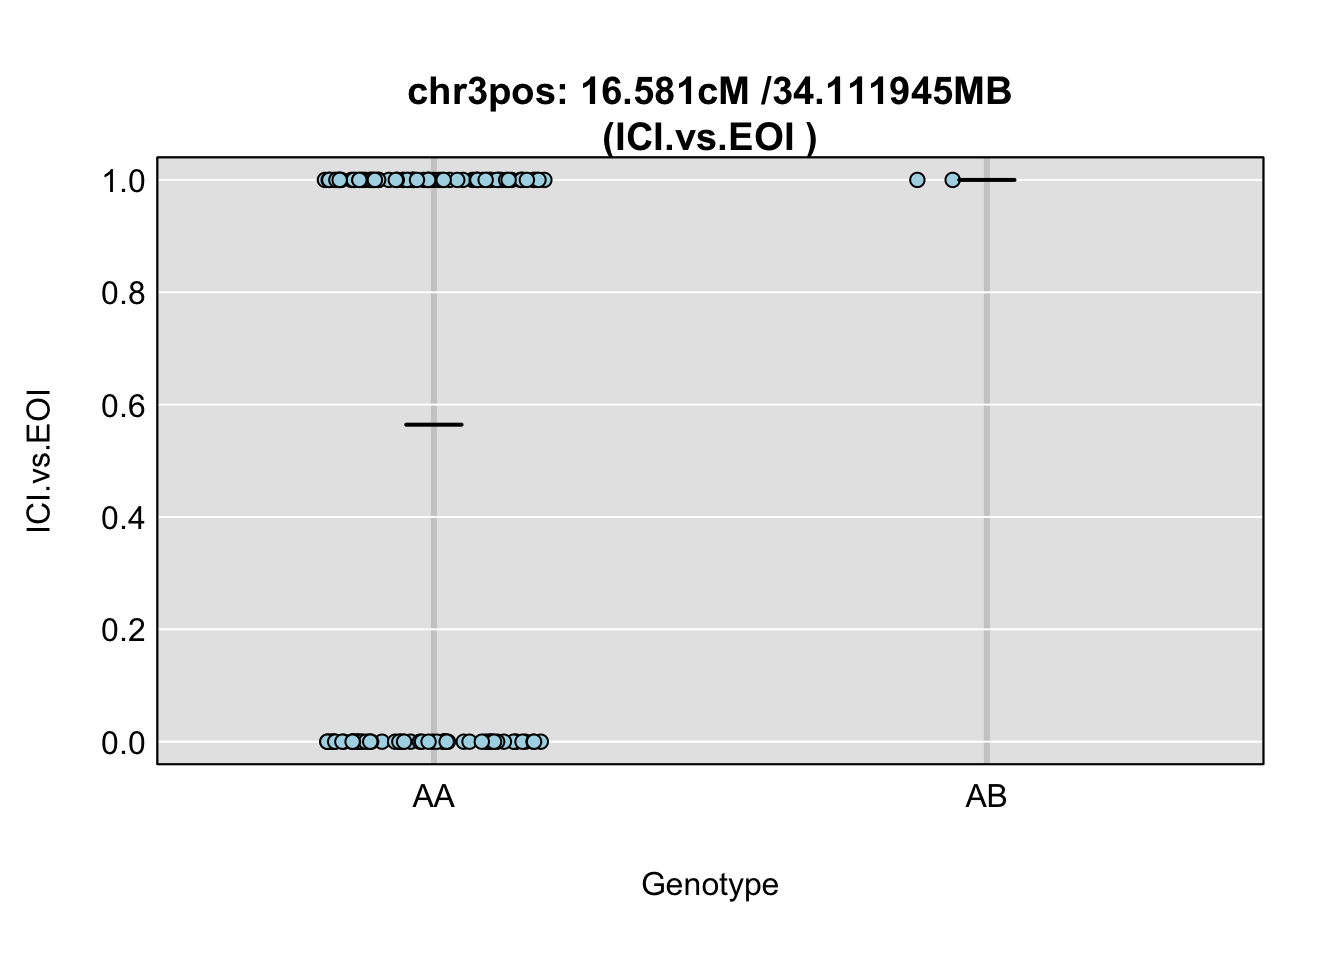 chr3pos: 16.581cM /34.111945MB
(ICI.vs.EOI )
ICI.vs.EOI
1.0
0.8
0.6
0.4
0.2
0.0
AA
AB
Genotype